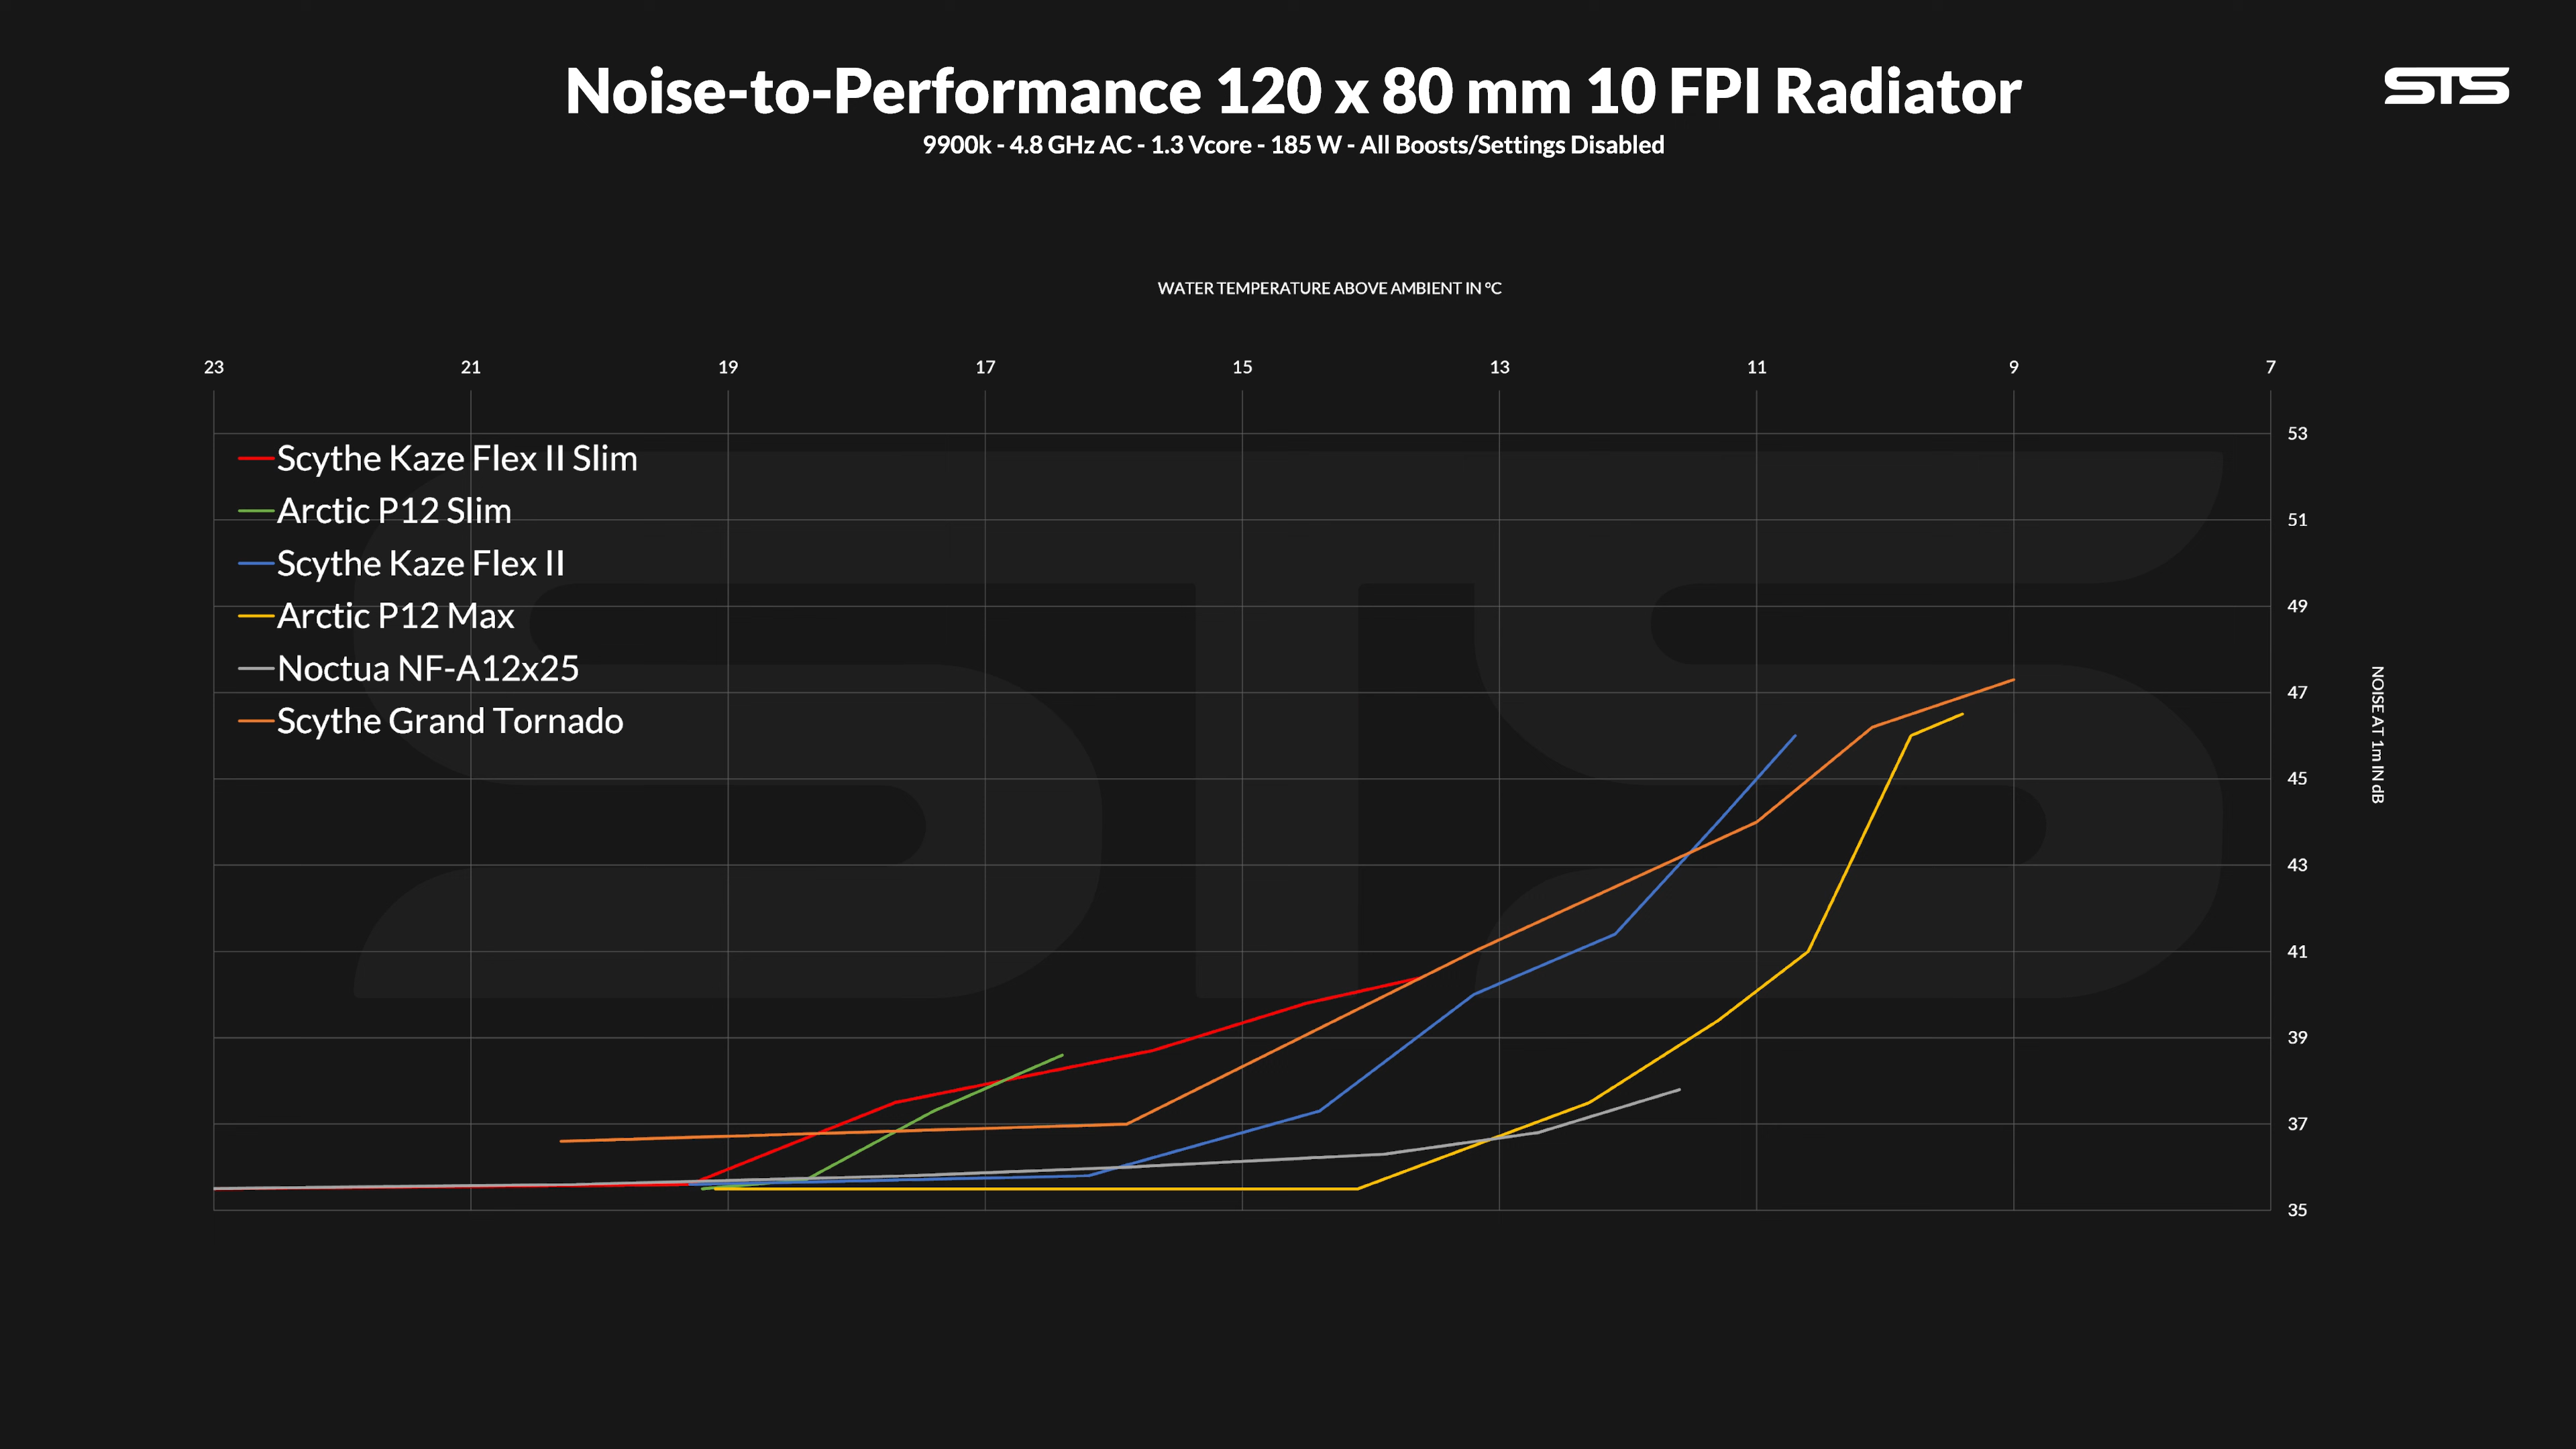 Noise-to-Performance 120 x 80 mm 10 FPI Radiator
STS
9900k - 4.8 GHz AC - 1.3 Vcore - 185 W - All Boosts/Settings Disabled
WATER TEMPERATURE ABOVE AMBIENT IN °C
23 21 19 17 15 13 11 9 7
Scythe Kaze Flex II Slim
Arctic P12 Slim
Scythe Kaze Flex II
Arctic P12 Max
Noctua NF-A12x25
Scythe Grand Tornado
53
51
49
47
45
43
41
39
37
35
NOISE AT 1m IN dB
STS